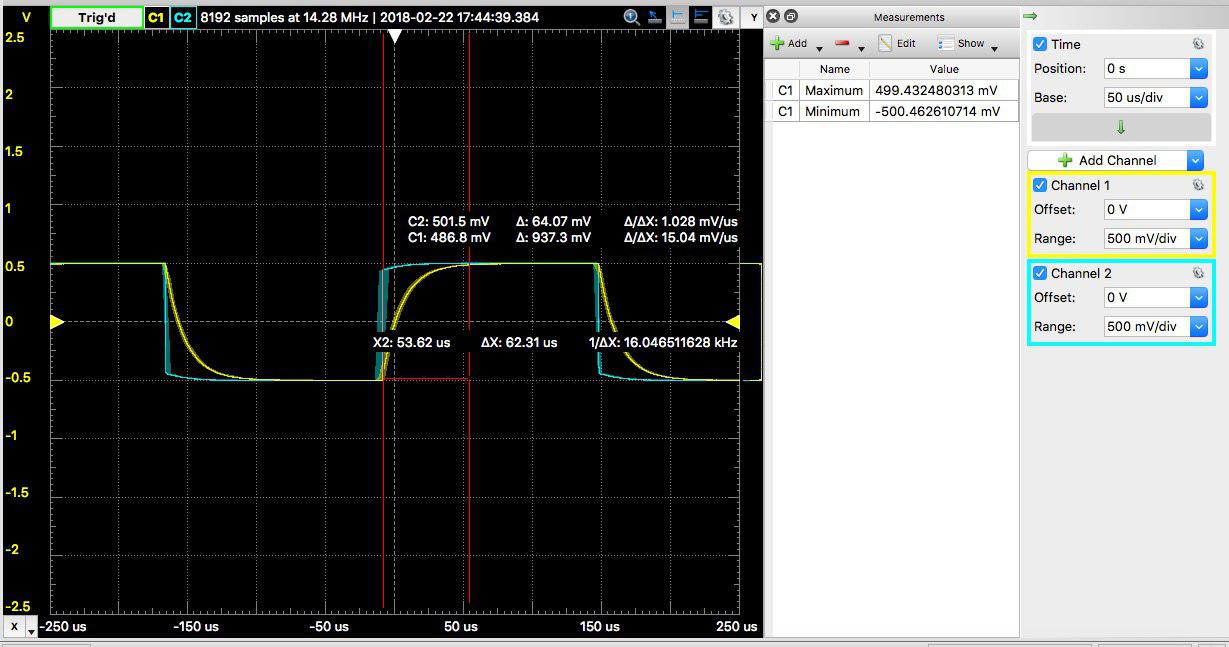 V Trig'd C1 C2 8192 samples at 14.28 MHz | 2018-02-22 17:44:39.384 Y
2.5
2
1.5
1
0.5
0
-0.5
-1
-1.5
-2
-2.5
C2: 501.5 mV Δ: 64.07 mV Δ/ΔX: 1.028 mV/us
C1: 486.8 mV Δ: 937.3 mV Δ/ΔX: 15.04 mV/us
X2: 53.62 us ΔX: 62.31 us 1/ΔX: 16.046511628 kHz
X -250 us -150 us -50 us 50 us 150 us 250 us
Measurements
Add Edit Show
Name Value
C1 Maximum 499.432480313 mV
C1 Minimum -500.462610714 mV
Time
Position: 0 s
Base: 50 us/div
Add Channel
Channel 1
Offset: 0 V
Range: 500 mV/div
Channel 2
Offset: 0 V
Range: 500 mV/div